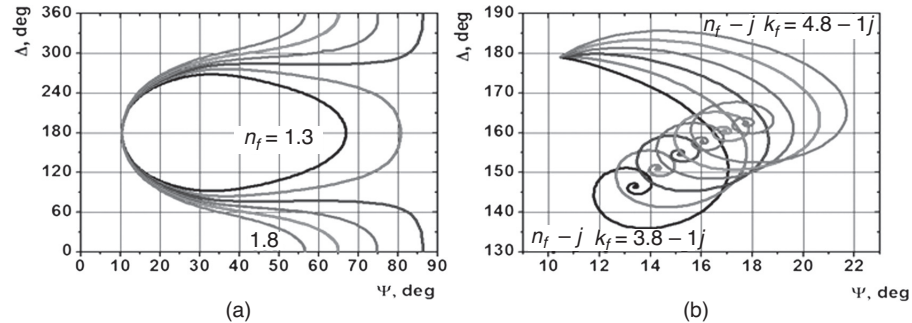 360
300
240
180
120
60
0
Δ, deg
n_f = 1.3
1.8
0 10 20 30 40 50 60 70 80 90
Ψ, deg
(a)
190
180
170
160
150
140
130
Δ, deg
n_f – j k_f = 4.8 – 1j
n_f – j k_f = 3.8 – 1j
10 12 14 16 18 20 22
Ψ, deg
(b)